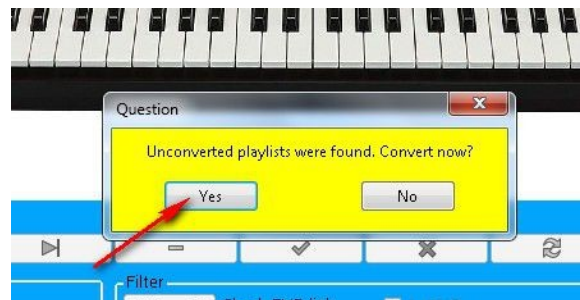 Question
Unconverted playlists were found. Convert now?
Yes
No
Filter